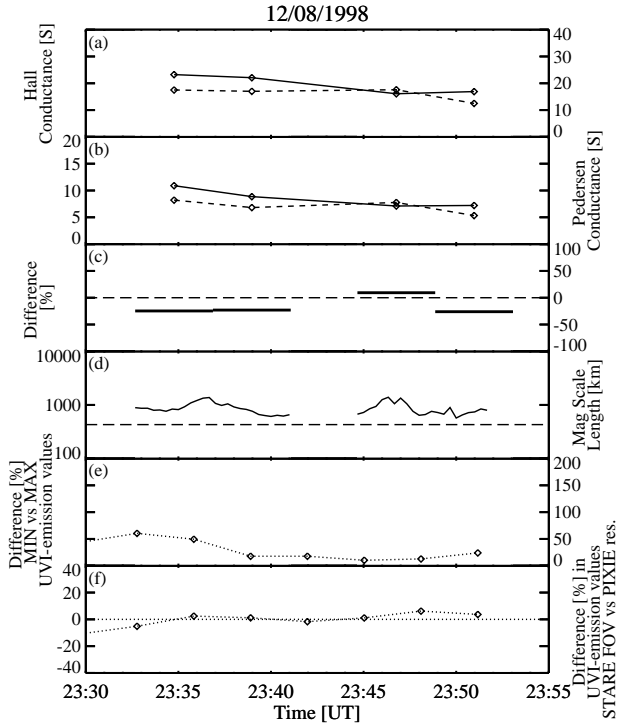 12/08/1998
(a)
Hall
Conductance [S]
40
30
20
10
0
(b)
20
15
10
5
0
Pedersen
Conductance [S]
(c)
Difference
[%]
100
50
0
-50
-100
(d)
10000
1000
100
Mag Scale
Length [km]
(e)
Difference [%]
MIN vs MAX
UVI-emission values
200
150
100
50
0
(f)
40
20
0
-20
-40
Difference [%] in
UVI-emission values
STARE FOV vs PIXIE res.
23:30
23:35
23:40
23:45
23:50
23:55
Time [UT]